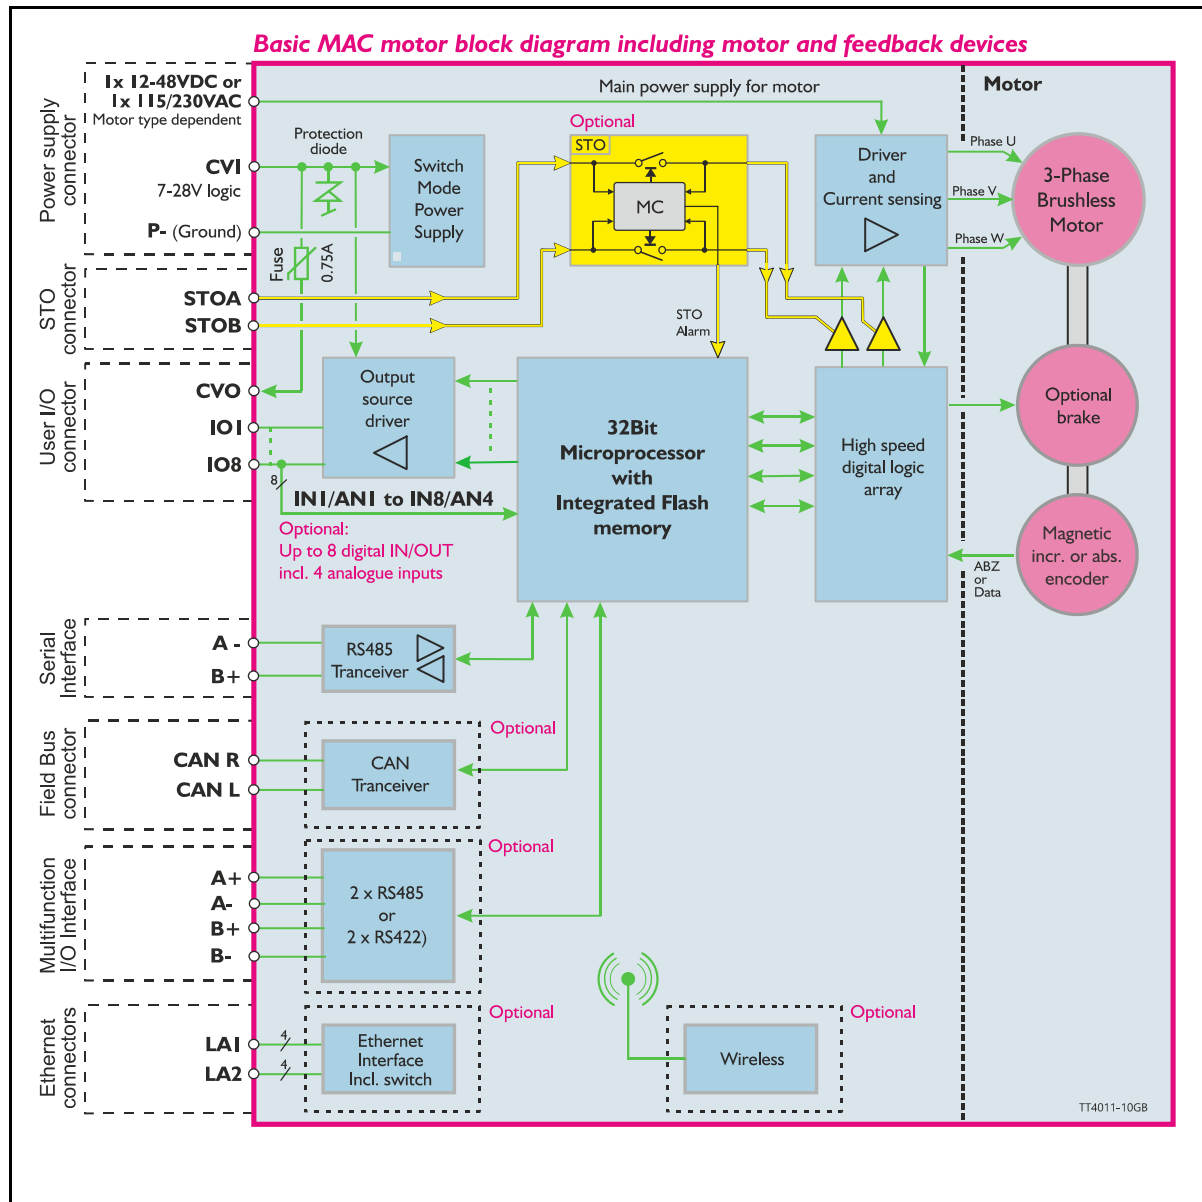 Basic MAC motor block diagram including motor and feedback devices
Power supply
connector
1x 12-48VDC or
1x 115/230VAC
Motor type dependent
CVI
7-28V logic
P- (Ground)
Main power supply for motor
Motor
Protection
diode
Switch
Mode
Power
Supply
Fuse
0.75A
Optional
STO
MC
Driver
and
Current sensing
Phase U
Phase V
Phase W
3-Phase
Brushless
Motor
STO
connector
STOA
STOB
STO
Alarm
User I/O
connector
CVO
IO1
IO8
8
Output
source
driver
IN1/AN1 to IN8/AN4
Optional:
Up to 8 digital IN/OUT
incl. 4 analogue inputs
32Bit
Microprocessor
with
Integrated Flash
memory
High speed
digital logic
array
Optional
brake
ABZ
or
Data
Magnetic
incr. or abs.
encoder
Serial
Interface
A -
B+
RS485
Tranceiver
Field Bus
connector
CAN R
CAN L
Optional
CAN
Tranceiver
Multifunction
I/O Interface
A+
A-
B+
B-
Optional
2 x RS485
or
2 x RS422)
Ethernet
connectors
LA1
LA2
4
4
Optional
Ethernet
Interface
Incl. switch
Optional
Wireless
TT4011-10GB